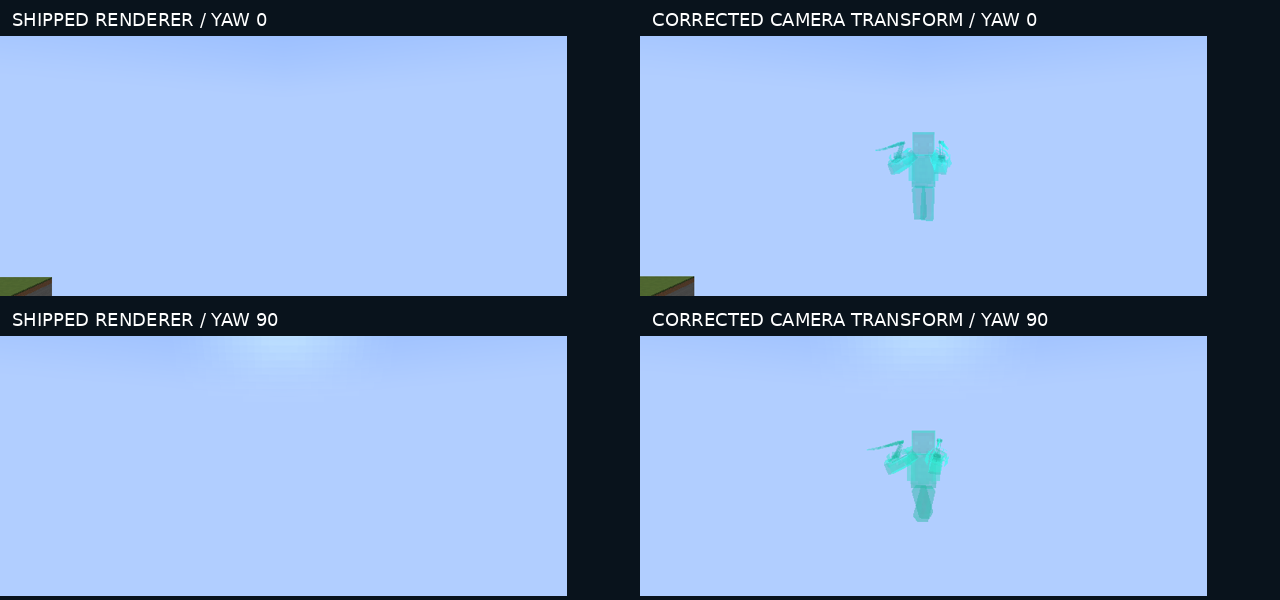 SHIPPED RENDERER / YAW 0
CORRECTED CAMERA TRANSFORM / YAW 0
SHIPPED RENDERER / YAW 90
CORRECTED CAMERA TRANSFORM / YAW 90